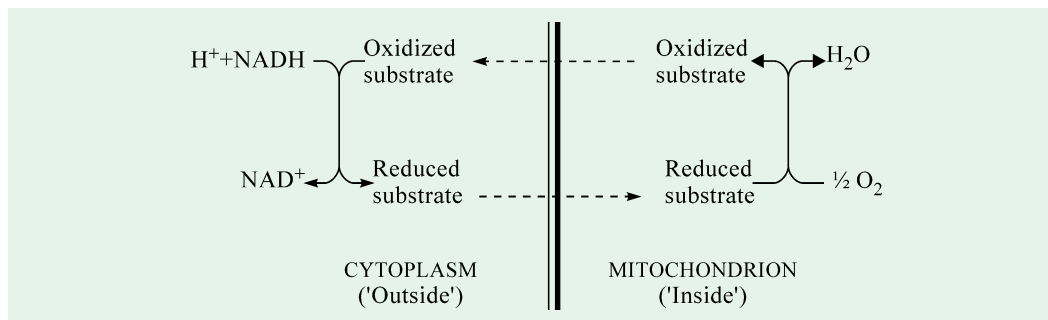 H⁺+NADH
Oxidized
substrate
Oxidized
substrate
H₂O
NAD⁺
Reduced
substrate
Reduced
substrate
½ O₂
CYTOPLASM
('Outside')
MITOCHONDRION
('Inside')